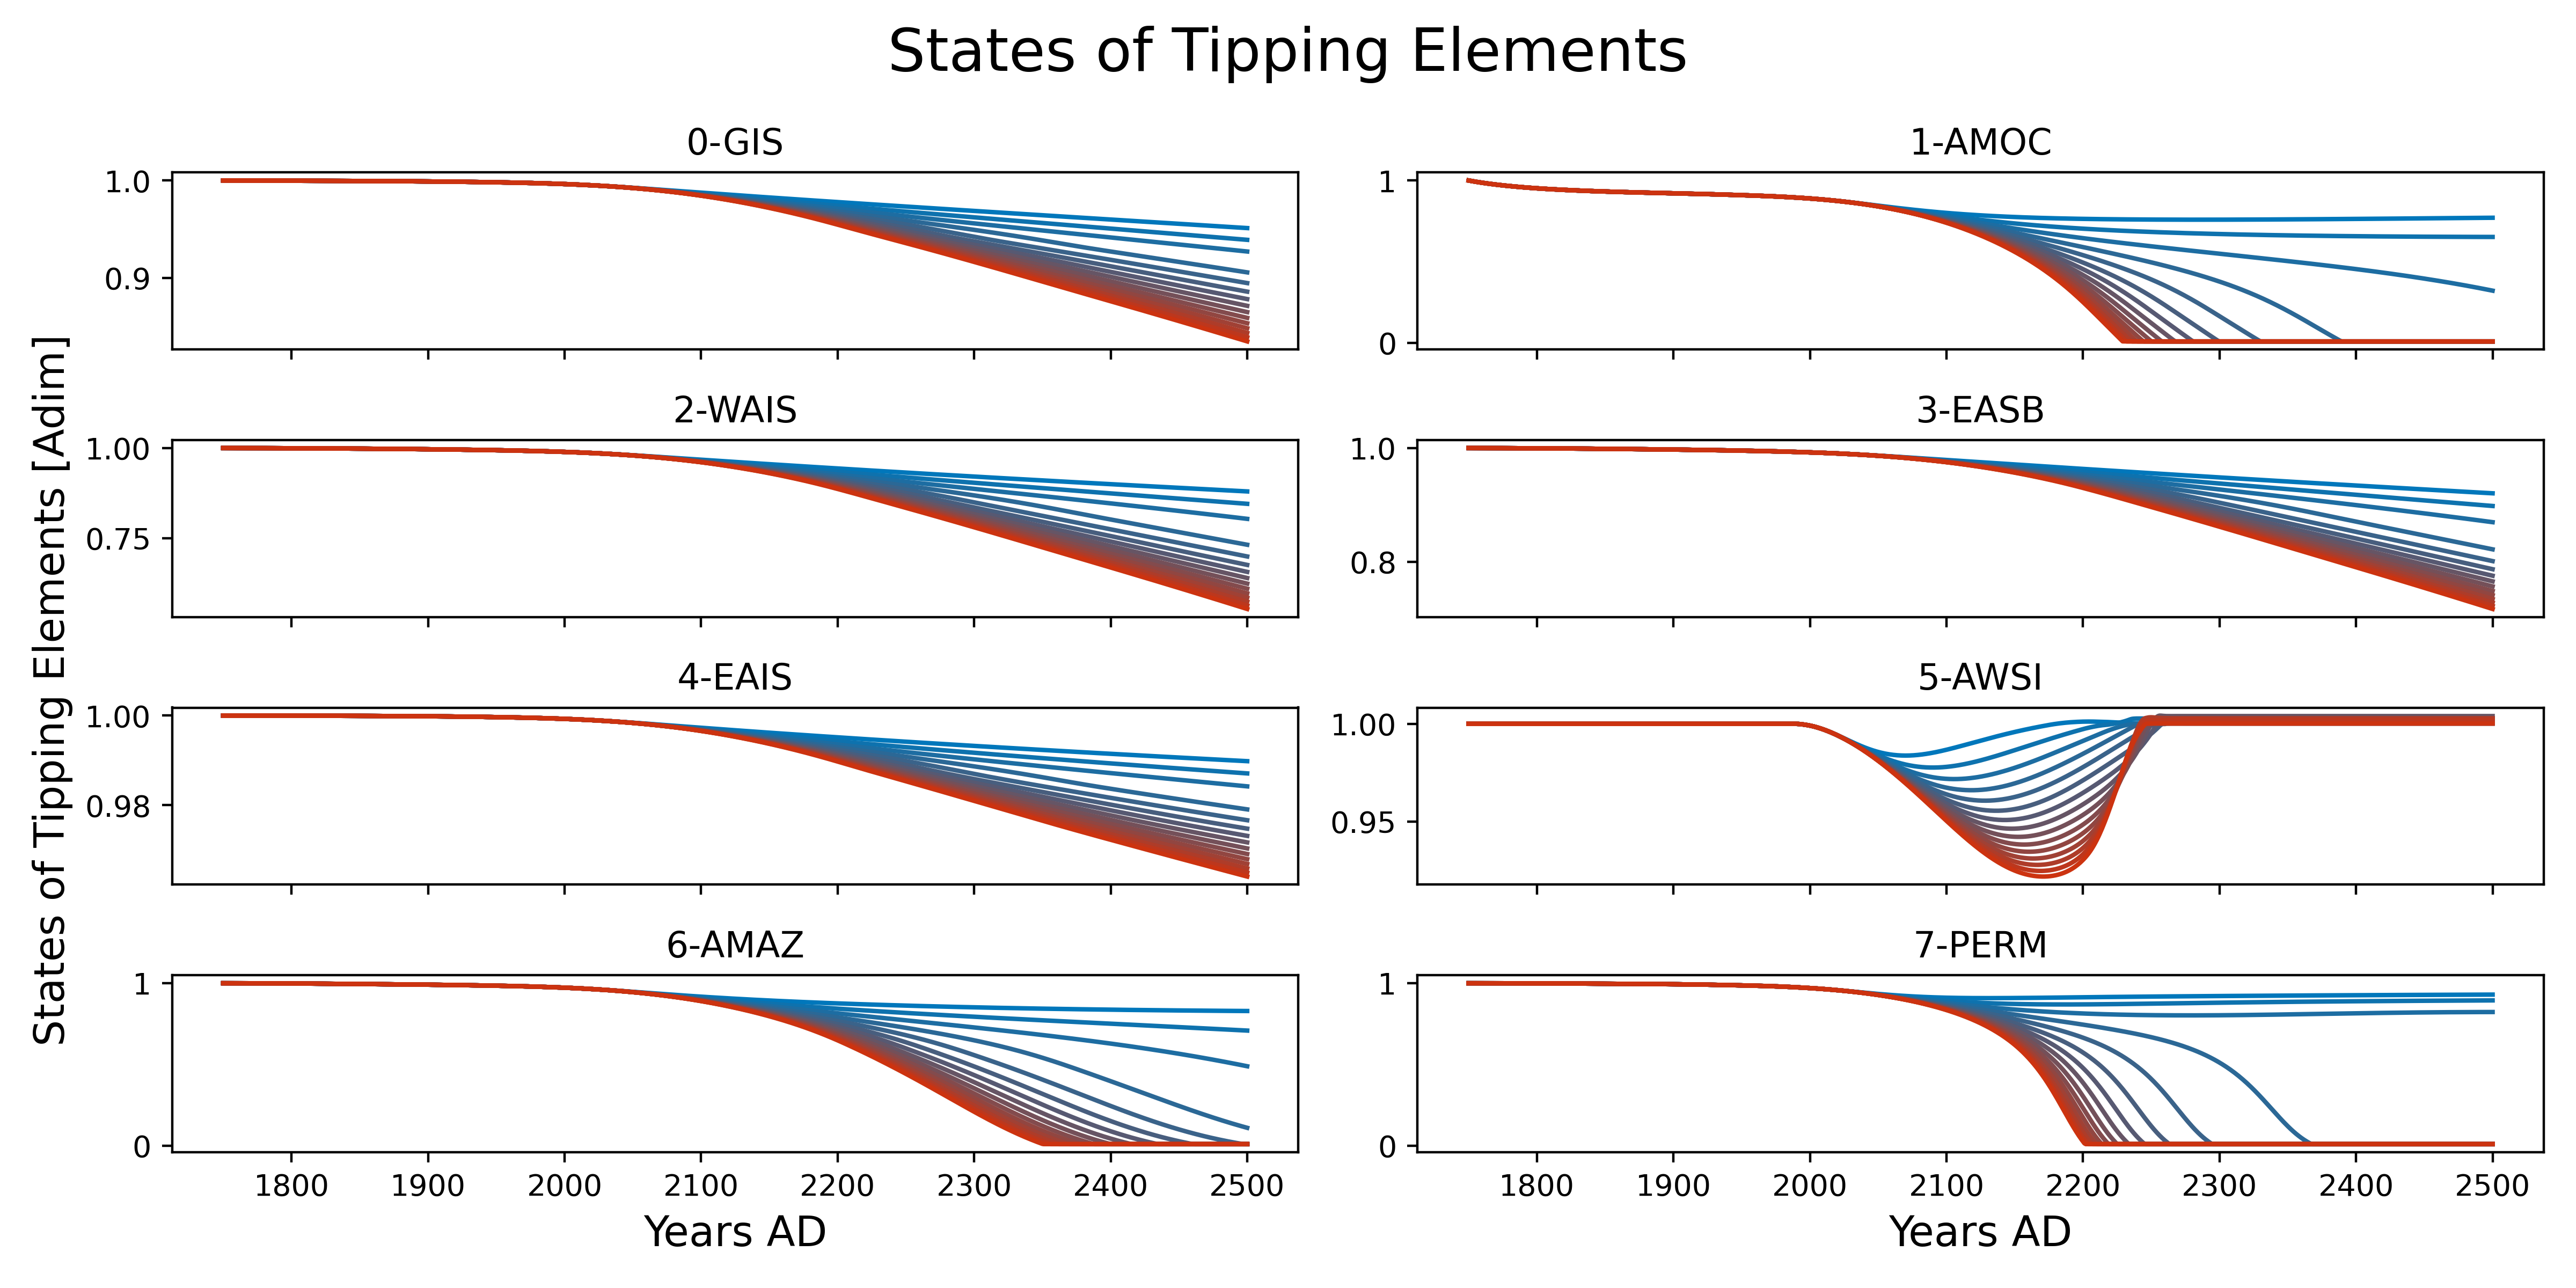 States of Tipping Elements
States of Tipping Elements [Adim]
0-GIS
1.0
0.9
1-AMOC
1
0
2-WAIS
1.00
0.75
3-EASB
1.0
0.8
4-EAIS
1.00
0.98
5-AWSI
1.00
0.95
6-AMAZ
1
0
1800 1900 2000 2100 2200 2300 2400 2500
Years AD
7-PERM
1
0
1800 1900 2000 2100 2200 2300 2400 2500
Years AD